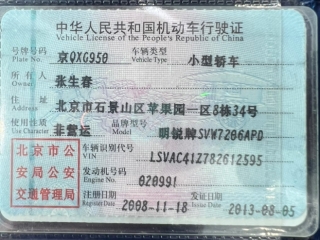 中华人民共和国机动车行驶证
Vehicle License of the People's Republic of China
号牌号码 京QXG950 车辆类型 小型轿车
Plate No. Vehicle Type
所有人 张生春
Owner
住址 北京市石景山区苹果园一区8栋34号
Address
使用性质 非营运 品牌型号 明锐牌SVW7206APD
Use Character Model
北京市公安局公安交通管理局
车辆识别代号 LSVAC412782612595
VIN
发动机号码 020991
Engine No.
注册日期 2008-11-18 发证日期 2013-08-05
Register Date Issue Date